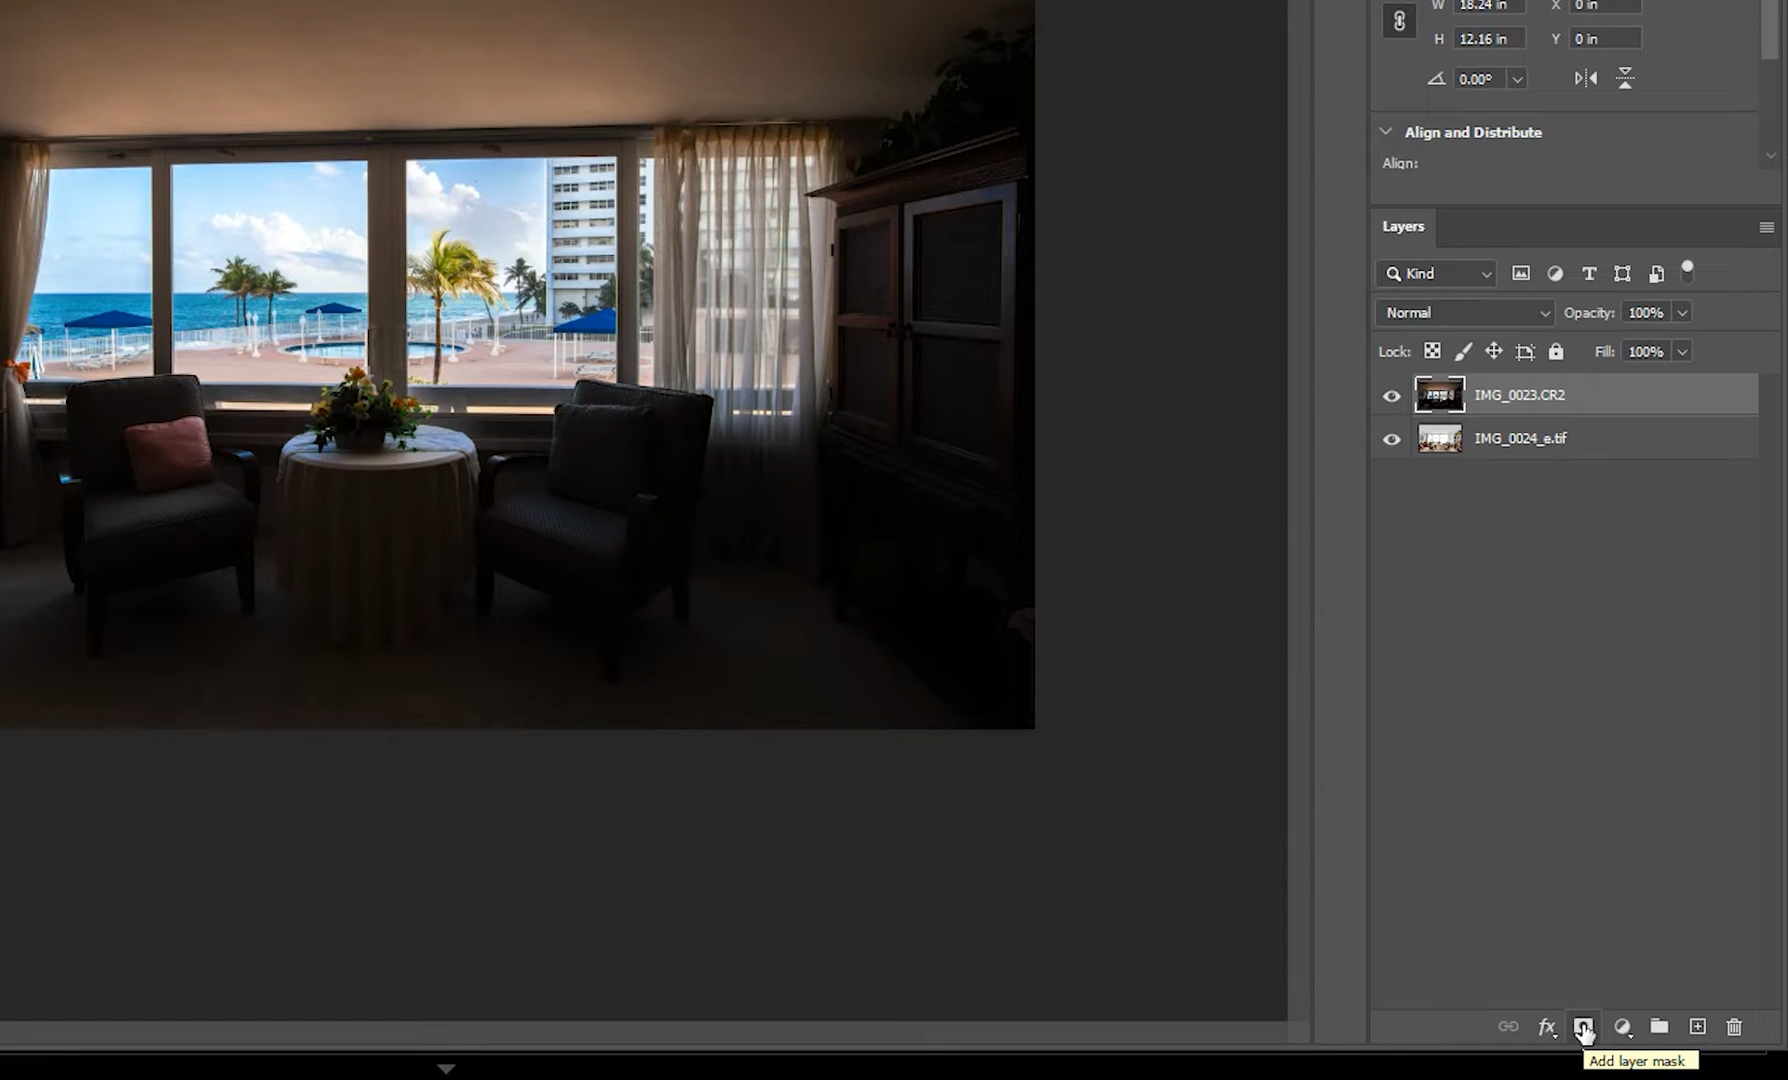 W 18.24 in X 0 in
H 12.16 in Y 0 in
0.00°
Align and Distribute
Align:
Layers
Kind
Normal Opacity: 100%
Lock: Fill: 100%
IMG_0023.CR2
IMG_0024_e.tif
fx
Add layer mask